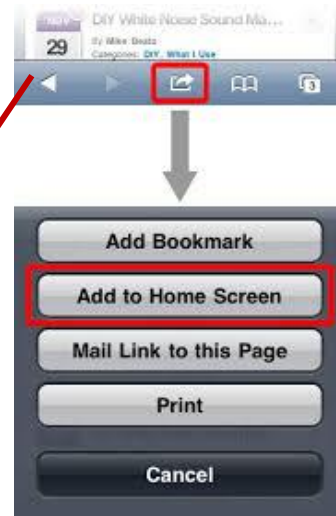 NOV
DIY White Noise Sound Ma...
29
By Mike Beatz
Categories: DIY, What I Use
3
Add Bookmark
Add to Home Screen
Mail Link to this Page
Print
Cancel